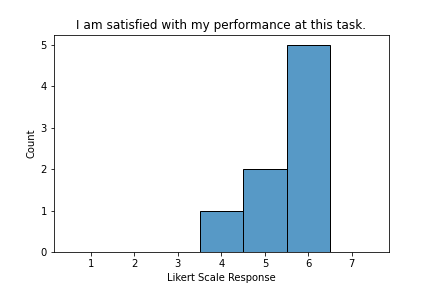 I am satisfied with my performance at this task.
5
4
3
2
1
0
Count
1 2 3 4 5 6 7
Likert Scale Response